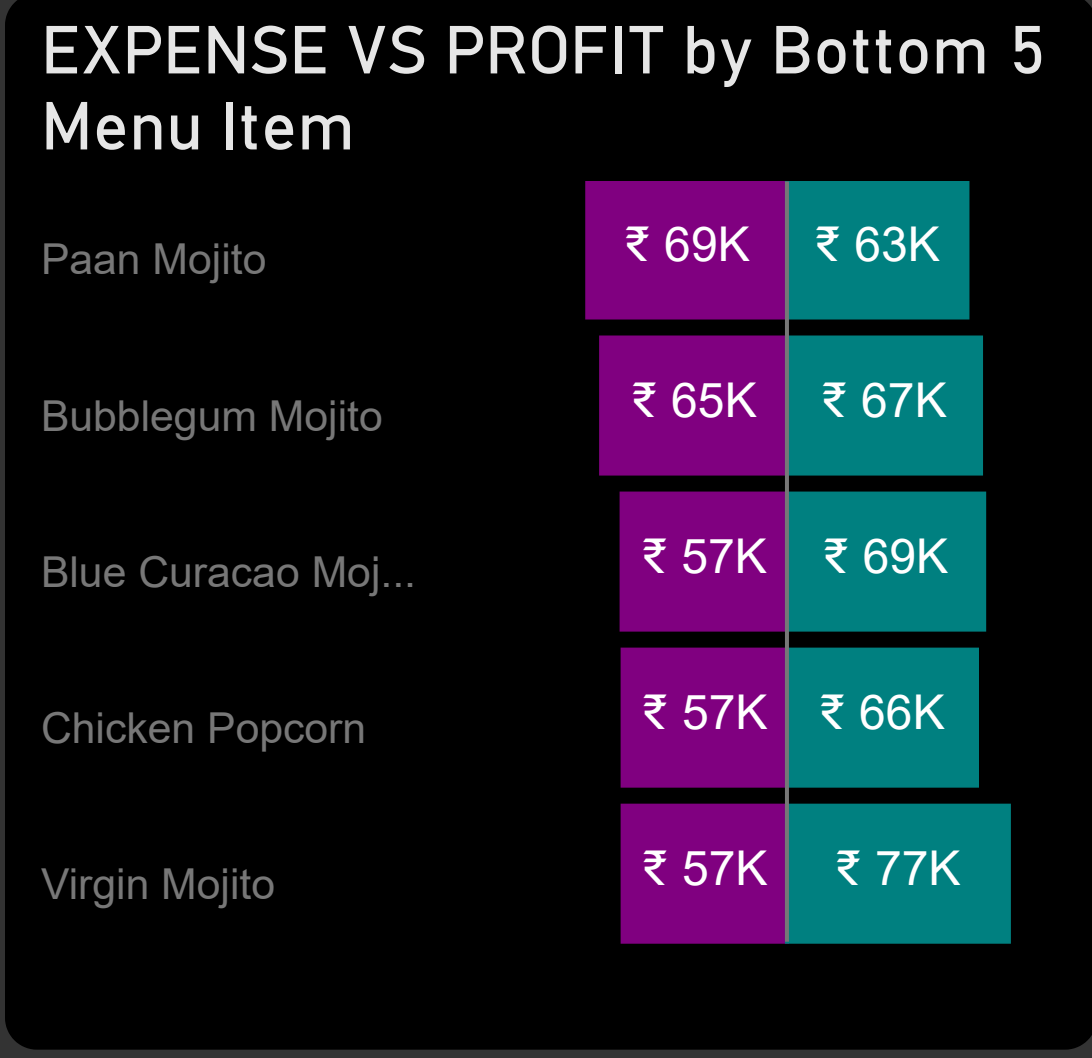 EXPENSE VS PROFIT by Bottom 5
Menu Item
Paan Mojito ₹ 69K ₹ 63K
Bubblegum Mojito ₹ 65K ₹ 67K
Blue Curacao Moj... ₹ 57K ₹ 69K
Chicken Popcorn ₹ 57K ₹ 66K
Virgin Mojito ₹ 57K ₹ 77K